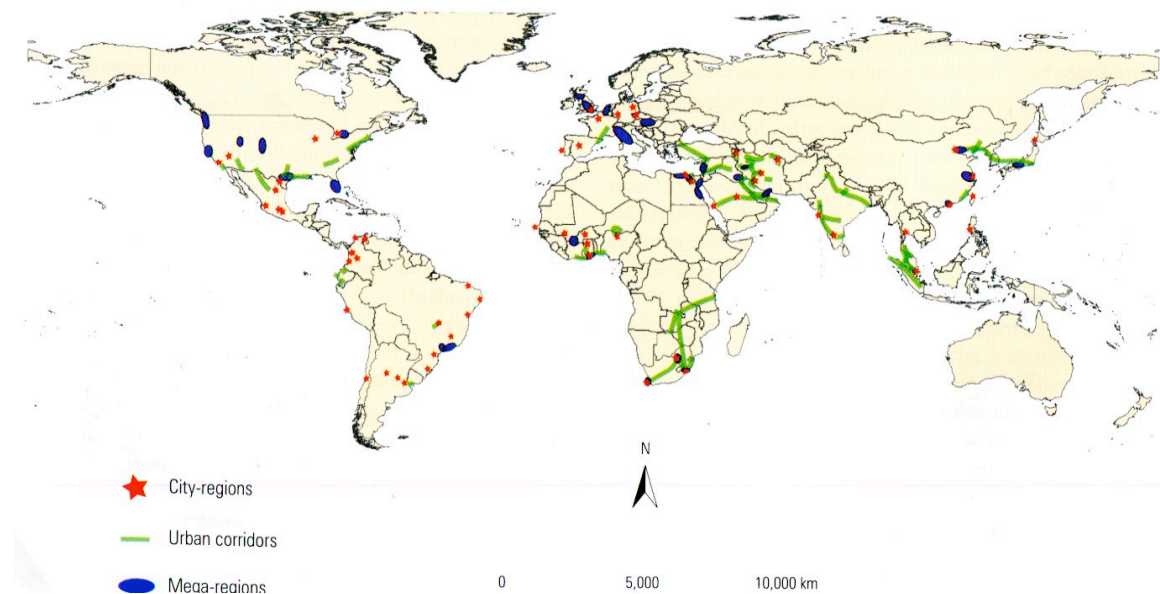 N
City-regions
Urban corridors
Mega-regions
0 5,000 10,000 km